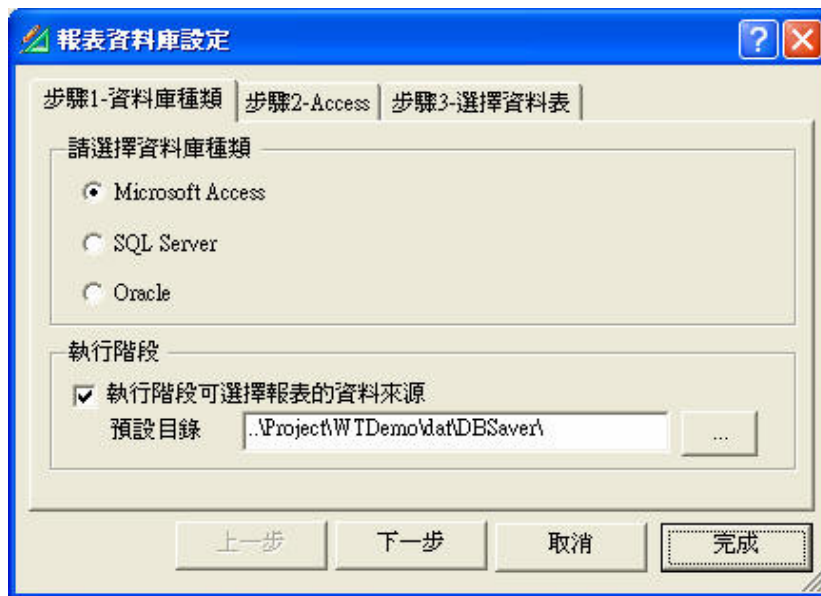 報表資料庫設定
步驟1-資料庫種類 步驟2-Access 步驟3-選擇資料表
請選擇資料庫種類
Microsoft Access
SQL Server
Oracle
執行階段
執行階段可選擇報表的資料來源
預設目錄 ..\Project\WTDemo\dat\DBSaver\ ...
上一步 下一步 取消 完成